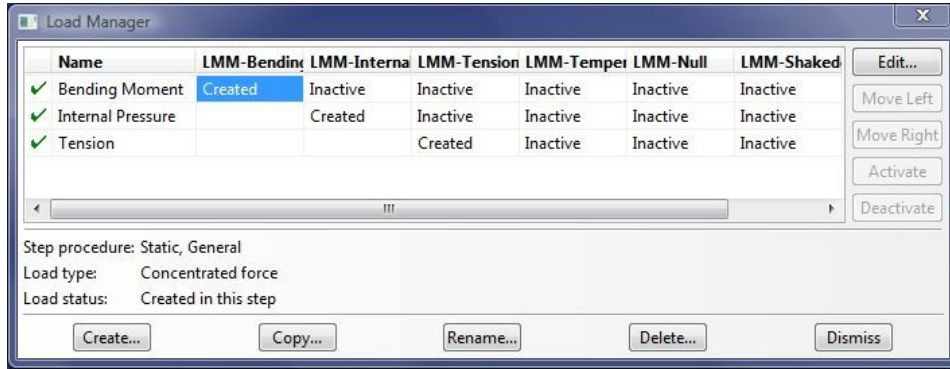 Load Manager
Name LMM-Bending LMM-Interna LMM-Tension LMM-Temper LMM-Null LMM-Shaked Edit...
Bending Moment Created Inactive Inactive Inactive Inactive Inactive Move Left
Internal Pressure Created Inactive Inactive Inactive Inactive Move Right
Tension Created Inactive Inactive Inactive
Activate
Deactivate
Step procedure: Static, General
Load type: Concentrated force
Load status: Created in this step
Create... Copy... Rename... Delete... Dismiss